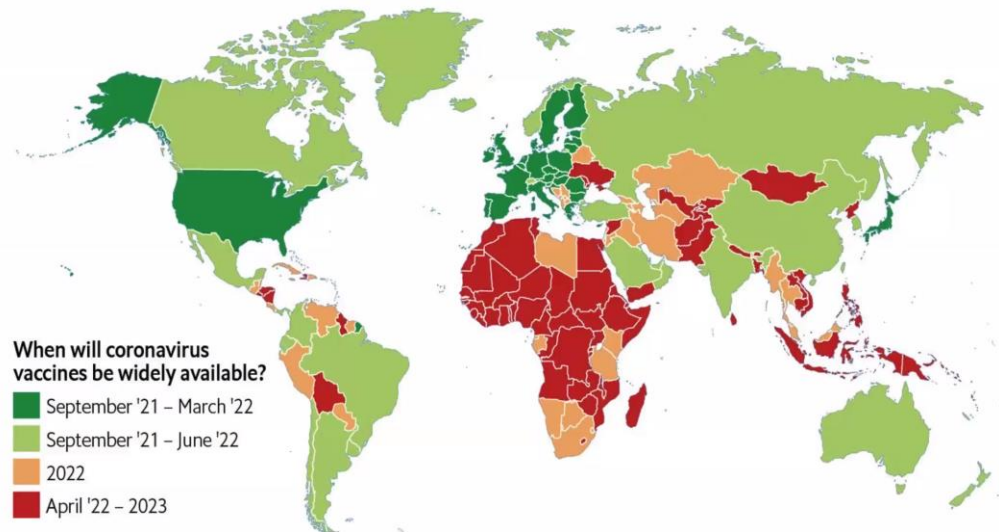 When will coronavirus
vaccines be widely available?
September '21 – March '22
September '21 – June '22
2022
April '22 – 2023